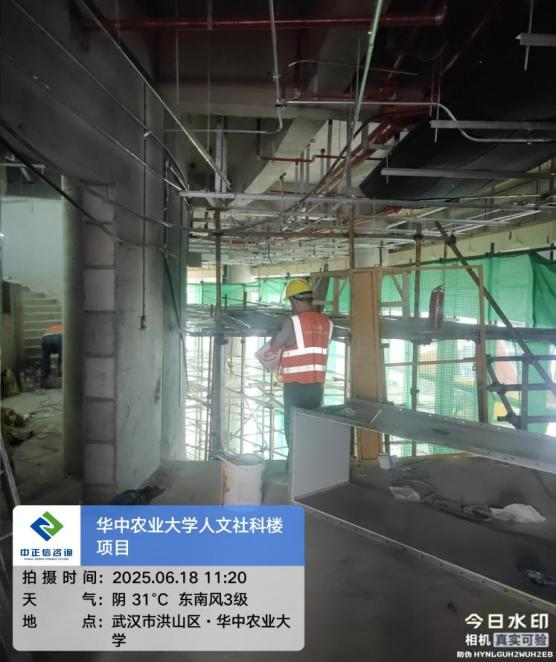 华中农业大学人文社科楼
项目
中正信咨询
拍摄时间：2025.06.18 11:20
天气：阴 31℃ 东南风3级
地点：武汉市洪山区·华中农业大
学
今日水印
相机 真实可验
防伪 HYNLGUH2WUH2EB